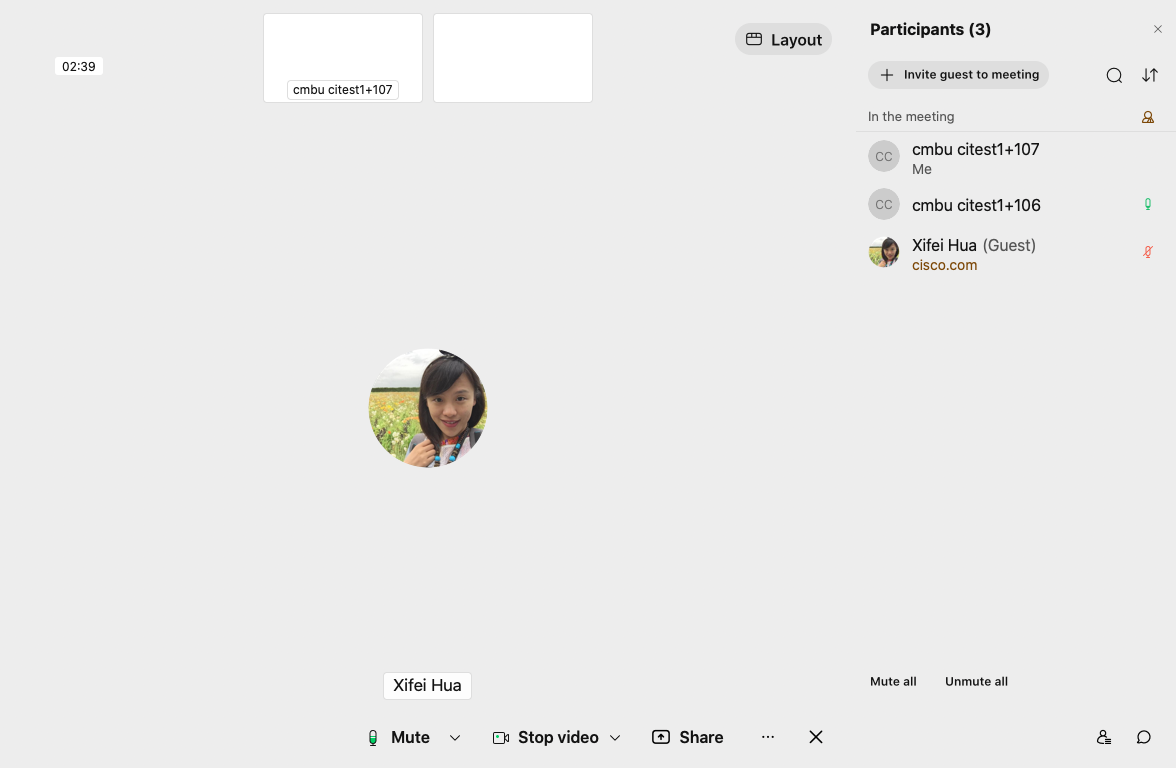 02:39
cmbu citest1+107
Layout
Participants (3)
Invite guest to meeting
In the meeting
CC
cmbu citest1+107
Me
CC
cmbu citest1+106
Xifei Hua (Guest)
cisco.com
Xifei Hua
Mute all
Unmute all
Mute
Stop video
Share